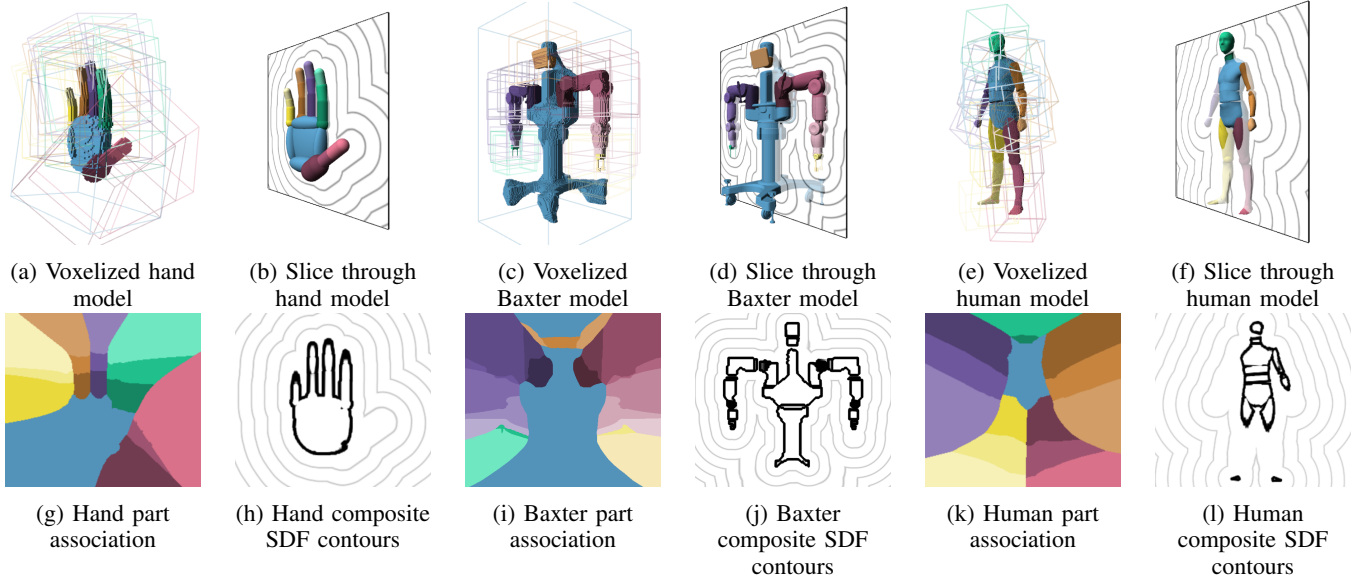 (a) Voxelized hand
model
(b) Slice through
hand model
(c) Voxelized
Baxter model
(d) Slice through
Baxter model
(e) Voxelized
human model
(f) Slice through
human model
(g) Hand part
association
(h) Hand composite
SDF contours
(i) Baxter part
association
(j) Baxter
composite SDF
contours
(k) Human part
association
(l) Human
composite SDF
contours